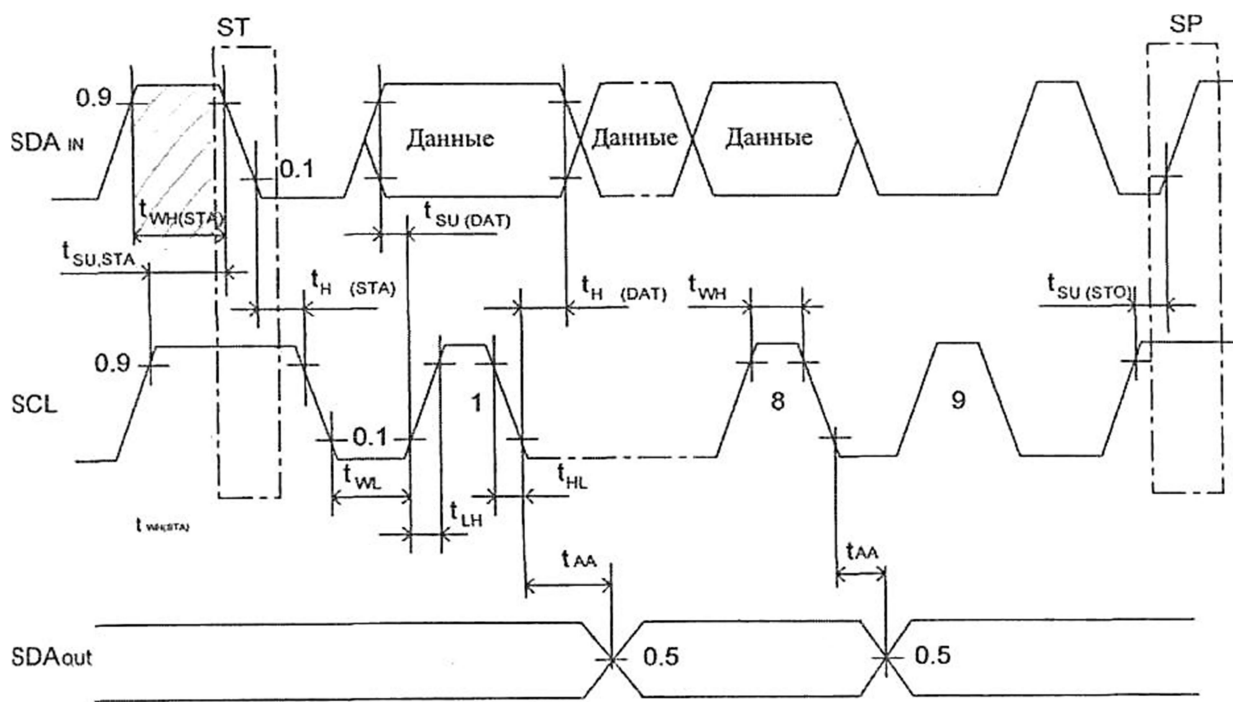 ST
SP
0.9
SDA IN
Данные
Данные
Данные
0.1
tWH(STA)
tSU (DAT)
tSU,STA
tH (STA)
tH (DAT)
tWH
tSU (STO)
0.9
SCL
1
8
9
0.1
tWL
tHL
tLH
tWH(STA)
tAA
tAA
SDAout
0.5
0.5